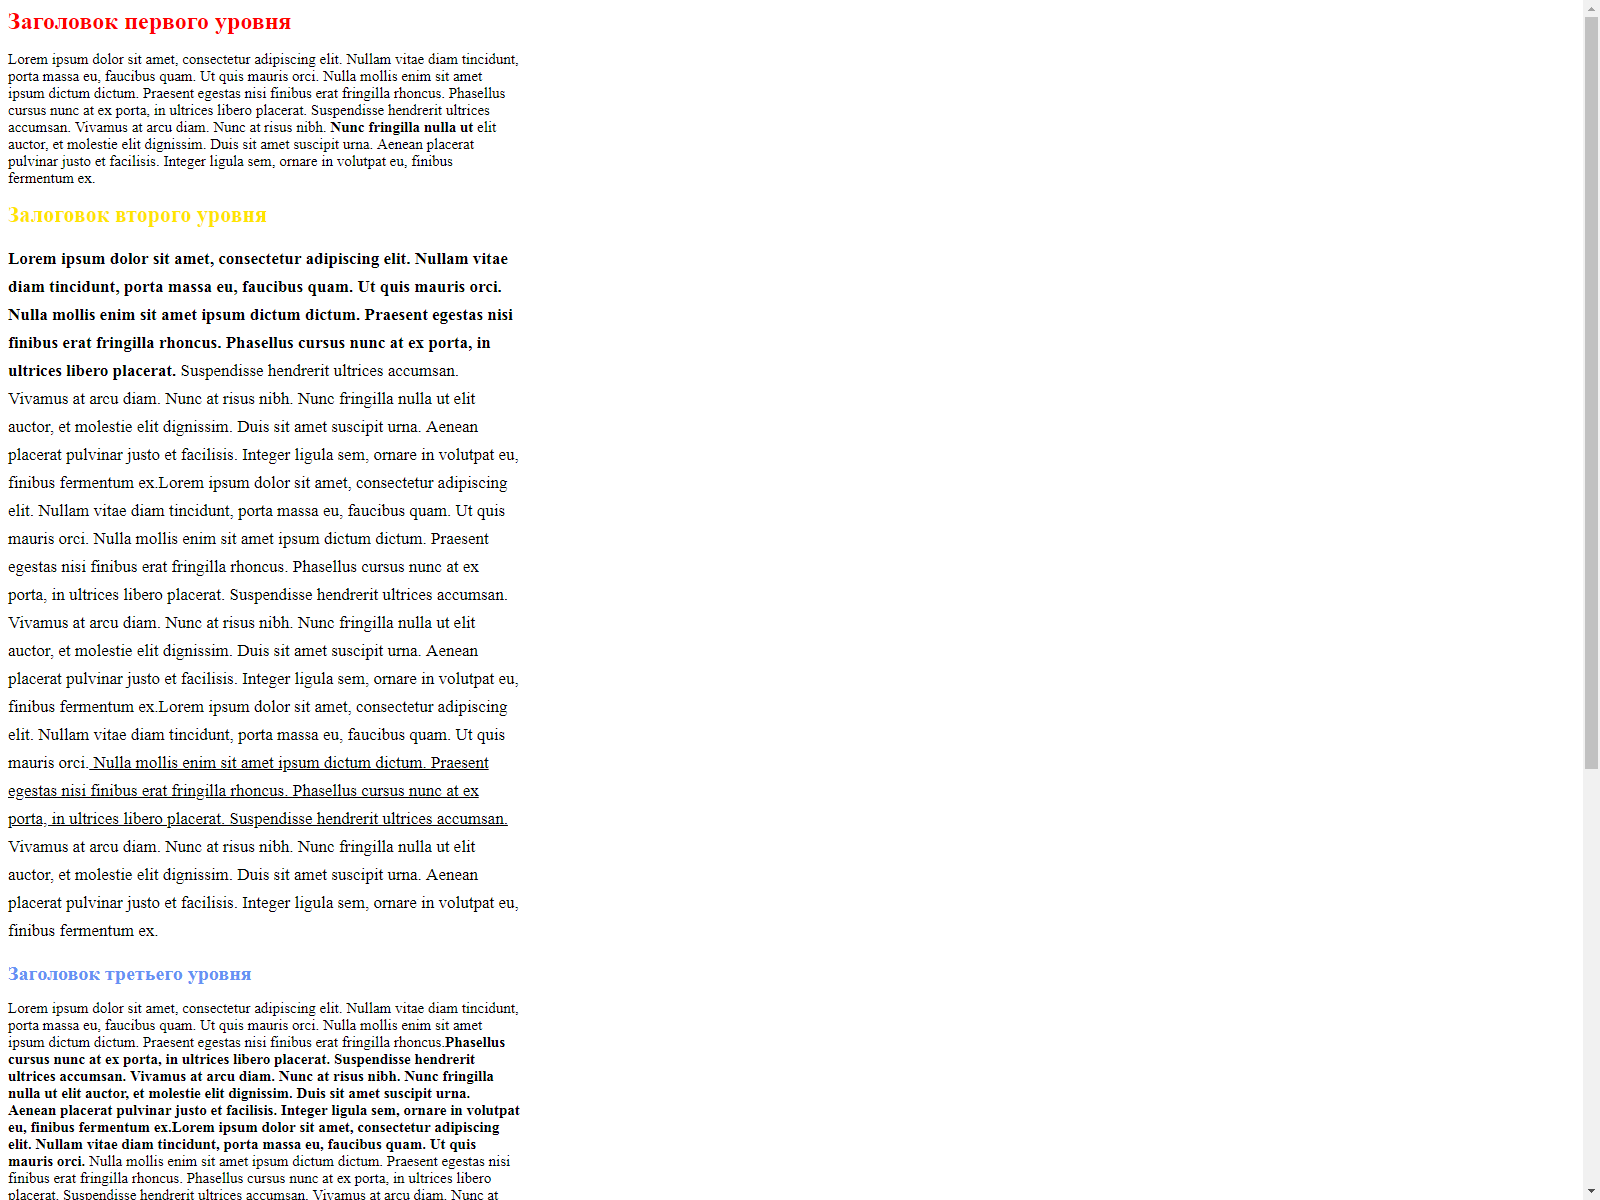 Заголовок первого уровня
Lorem ipsum dolor sit amet, consectetur adipiscing elit. Nullam vitae diam tincidunt,
porta massa eu, faucibus quam. Ut quis mauris orci. Nulla mollis enim sit amet
ipsum dictum dictum. Praesent egestas nisi finibus erat fringilla rhoncus. Phasellus
cursus nunc at ex porta, in ultrices libero placerat. Suspendisse hendrerit ultrices
accumsan. Vivamus at arcu diam. Nunc at risus nibh. Nunc fringilla nulla ut elit
auctor, et molestie elit dignissim. Duis sit amet suscipit urna. Aenean placerat
pulvinar justo et facilisis. Integer ligula sem, ornare in volutpat eu, finibus
fermentum ex.
Залоговок второго уровня
Lorem ipsum dolor sit amet, consectetur adipiscing elit. Nullam vitae
diam tincidunt, porta massa eu, faucibus quam. Ut quis mauris orci.
Nulla mollis enim sit amet ipsum dictum dictum. Praesent egestas nisi
finibus erat fringilla rhoncus. Phasellus cursus nunc at ex porta, in
ultrices libero placerat. Suspendisse hendrerit ultrices accumsan.
Vivamus at arcu diam. Nunc at risus nibh. Nunc fringilla nulla ut elit
auctor, et molestie elit dignissim. Duis sit amet suscipit urna. Aenean
placerat pulvinar justo et facilisis. Integer ligula sem, ornare in volutpat eu,
finibus fermentum ex.Lorem ipsum dolor sit amet, consectetur adipiscing
elit. Nullam vitae diam tincidunt, porta massa eu, faucibus quam. Ut quis
mauris orci. Nulla mollis enim sit amet ipsum dictum dictum. Praesent
egestas nisi finibus erat fringilla rhoncus. Phasellus cursus nunc at ex
porta, in ultrices libero placerat. Suspendisse hendrerit ultrices accumsan.
Vivamus at arcu diam. Nunc at risus nibh. Nunc fringilla nulla ut elit
auctor, et molestie elit dignissim. Duis sit amet suscipit urna. Aenean
placerat pulvinar justo et facilisis. Integer ligula sem, ornare in volutpat eu,
finibus fermentum ex.Lorem ipsum dolor sit amet, consectetur adipiscing
elit. Nullam vitae diam tincidunt, porta massa eu, faucibus quam. Ut quis
mauris orci. Nulla mollis enim sit amet ipsum dictum dictum. Praesent
egestas nisi finibus erat fringilla rhoncus. Phasellus cursus nunc at ex
porta, in ultrices libero placerat. Suspendisse hendrerit ultrices accumsan.
Vivamus at arcu diam. Nunc at risus nibh. Nunc fringilla nulla ut elit
auctor, et molestie elit dignissim. Duis sit amet suscipit urna. Aenean
placerat pulvinar justo et facilisis. Integer ligula sem, ornare in volutpat eu,
finibus fermentum ex.
Заголовок третьего уровня
Lorem ipsum dolor sit amet, consectetur adipiscing elit. Nullam vitae diam tincidunt,
porta massa eu, faucibus quam. Ut quis mauris orci. Nulla mollis enim sit amet
ipsum dictum dictum. Praesent egestas nisi finibus erat fringilla rhoncus.Phasellus
cursus nunc at ex porta, in ultrices libero placerat. Suspendisse hendrerit
ultrices accumsan. Vivamus at arcu diam. Nunc at risus nibh. Nunc fringilla
nulla ut elit auctor, et molestie elit dignissim. Duis sit amet suscipit urna.
Aenean placerat pulvinar justo et facilisis. Integer ligula sem, ornare in volutpat
eu, finibus fermentum ex.Lorem ipsum dolor sit amet, consectetur adipiscing
elit. Nullam vitae diam tincidunt, porta massa eu, faucibus quam. Ut quis
mauris orci. Nulla mollis enim sit amet ipsum dictum dictum. Praesent egestas nisi
finibus erat fringilla rhoncus. Phasellus cursus nunc at ex porta, in ultrices libero
placerat. Suspendisse hendrerit ultrices accumsan. Vivamus at arcu diam. Nunc at